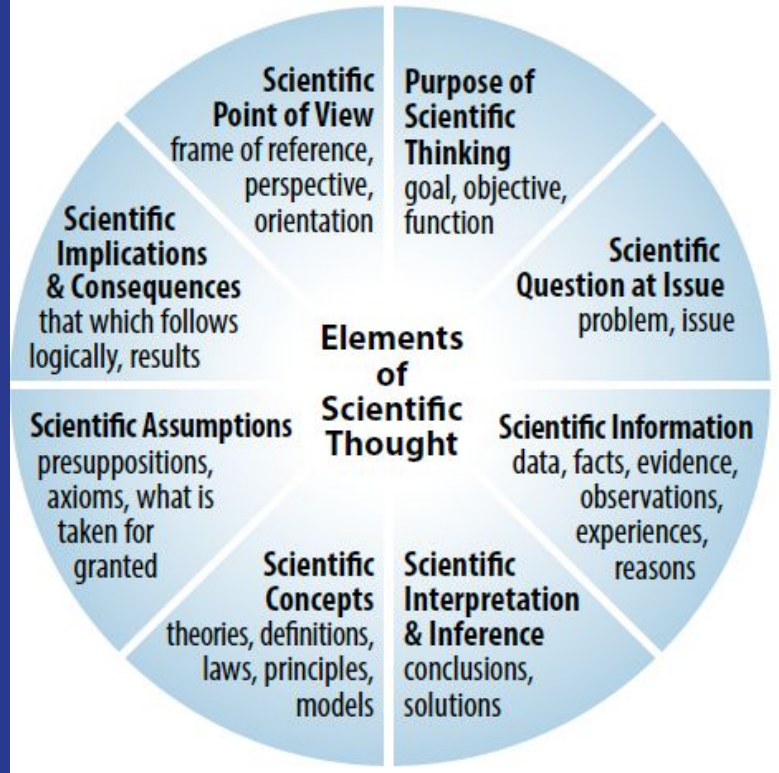 Scientific
Point of View
frame of reference,
perspective,
orientation
Purpose of
Scientific
Thinking
goal, objective,
function
Scientific
Question at Issue
problem, issue
Scientific Information
data, facts, evidence,
observations,
experiences,
reasons
Scientific
Interpretation
& Inference
conclusions,
solutions
Scientific
Concepts
theories, definitions,
laws, principles,
models
Scientific Assumptions
presuppositions,
axioms, what is
taken for
granted
Scientific
Implications
& Consequences
that which follows
logically, results
Elements
of
Scientific
Thought